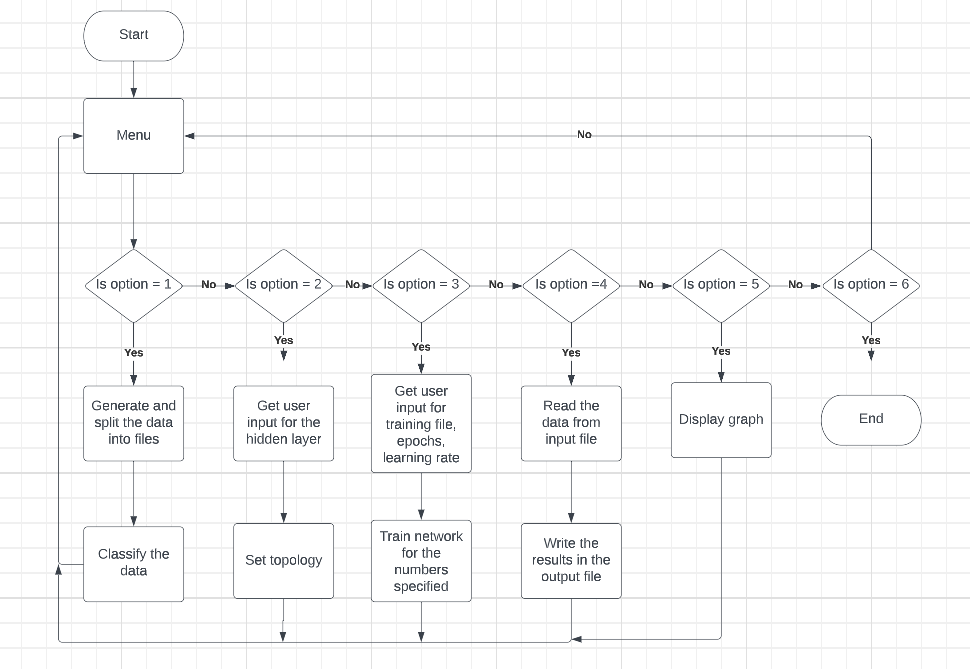 Start
Menu
No
Is option = 1
No
Is option = 2
No
Is option = 3
No
Is option =4
No
Is option = 5
No
Is option = 6
Yes
Yes
Yes
Yes
Yes
Yes
Generate and
split the data
into files
Get user
input for the
hidden layer
Get user
input for
training file,
epochs,
learning rate
Read the
data from
input file
Display graph
End
Classify the
data
Set topology
Train network
for the
numbers
specified
Write the
results in the
output file